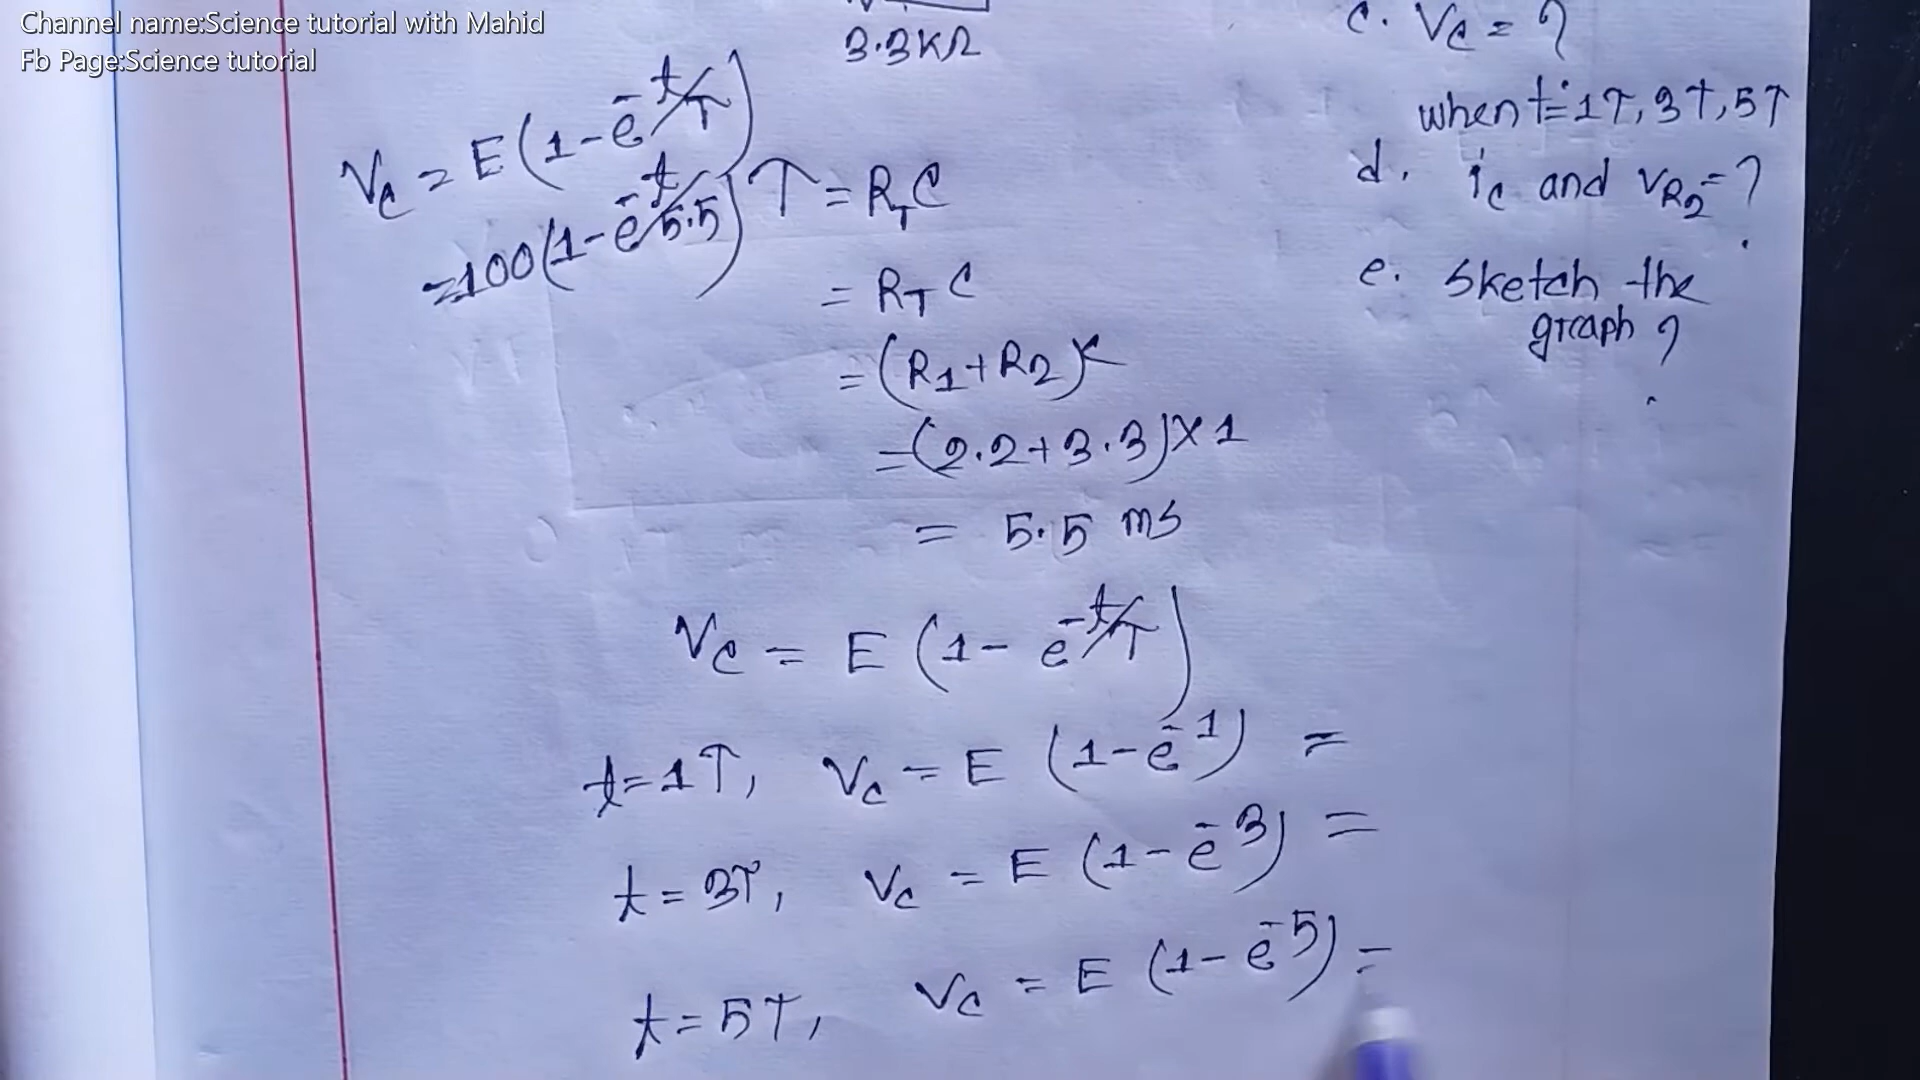 Channel name:Science tutorial with Mahid
Fb Page:Science tutorial
3.3KΩ
c. Vc = ?
when t = 1τ, 3τ, 5τ
d. ic and VR2 = ?
e. Sketch the
graph ?
Vc = E(1-e^-t/τ)
=100(1-e^-t/5.5)
τ = RTC
= RTC
= (R1+R2)C
=(2.2+3.3)×1
= 5.5 ms
Vc = E (1- e^-t/τ)
t=1τ, Vc = E (1-e^-1) =
t=3τ, Vc = E (1-e^-3) =
t=5τ, Vc = E (1-e^-5) =